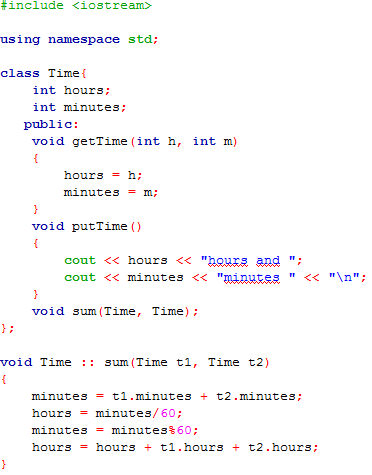 #include <iostream>
using namespace std;
class Time{
int hours;
int minutes;
public:
void getTime(int h, int m)
{
hours = h;
minutes = m;
}
void putTime()
{
cout << hours << "hours and ";
cout << minutes << "minutes " << "\n";
}
void sum(Time, Time);
};
void Time :: sum(Time t1, Time t2)
{
minutes = t1.minutes + t2.minutes;
hours = minutes/60;
minutes = minutes%60;
hours = hours + t1.hours + t2.hours;
}